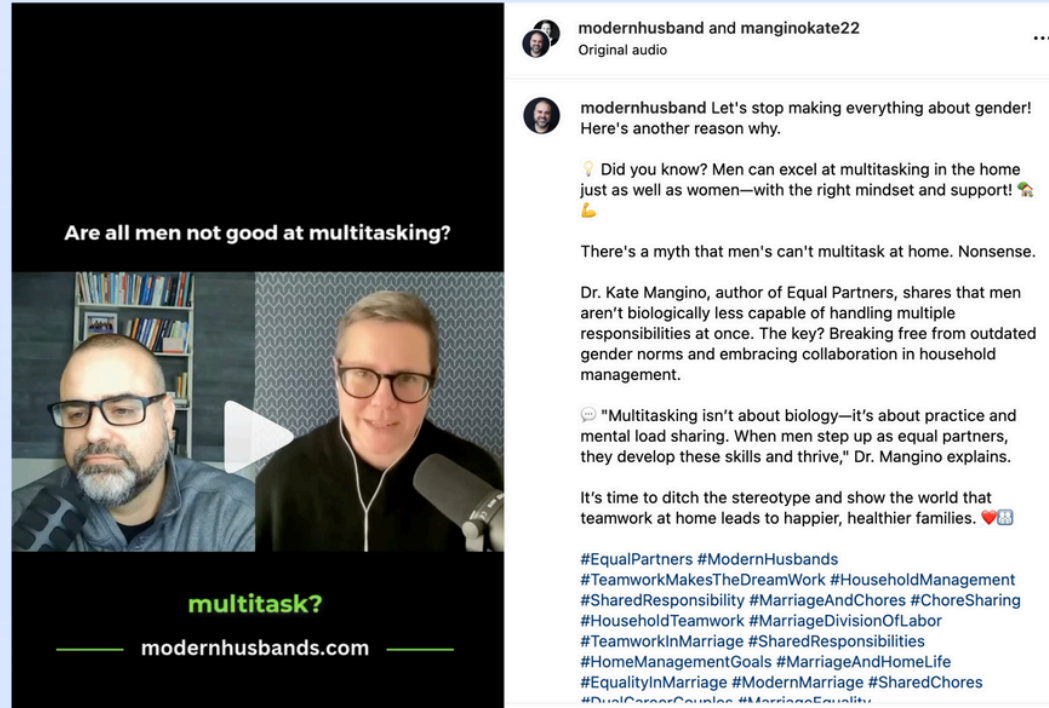 Are all men not good at multitasking?
multitask?
modernhusbands.com
modernhusband and manginokate22
Original audio
modernhusband Let's stop making everything about gender!
Here's another reason why.
💡 Did you know? Men can excel at multitasking in the home
just as well as women—with the right mindset and support! 🏡
💪
There's a myth that men's can't multitask at home. Nonsense.
Dr. Kate Mangino, author of Equal Partners, shares that men
aren’t biologically less capable of handling multiple
responsibilities at once. The key? Breaking free from outdated
gender norms and embracing collaboration in household
management.
💬 "Multitasking isn’t about biology—it’s about practice and
mental load sharing. When men step up as equal partners,
they develop these skills and thrive," Dr. Mangino explains.
It’s time to ditch the stereotype and show the world that
teamwork at home leads to happier, healthier families. ❤️
#EqualPartners #ModernHusbands
#TeamworkMakesTheDreamWork #HouseholdManagement
#SharedResponsibility #MarriageAndChores #ChoreSharing
#HouseholdTeamwork #MarriageDivisionOfLabor
#TeamworkInMarriage #SharedResponsibilities
#HomeManagementGoals #MarriageAndHomeLife
#EqualityInMarriage #ModernMarriage #SharedChores
#DualCareerCouples #MarriageEquality